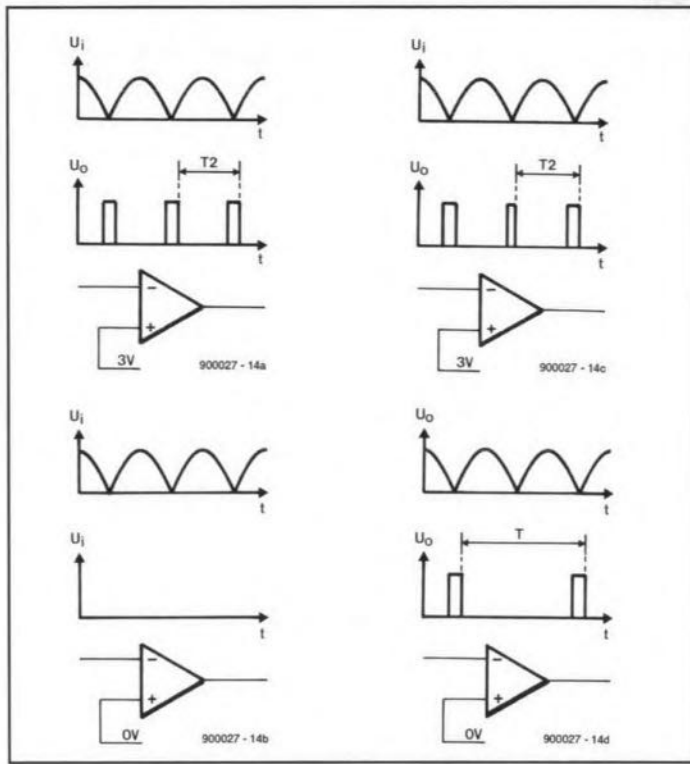 Ui
t
Uo
T2
t
−
+
3V
900027 - 14a
Ui
t
Uo
T2
t
−
+
3V
900027 - 14c
Ui
t
Ui
t
−
+
0V
900027 - 14b
Uo
t
Uo
T
t
−
+
0V
900027 - 14d